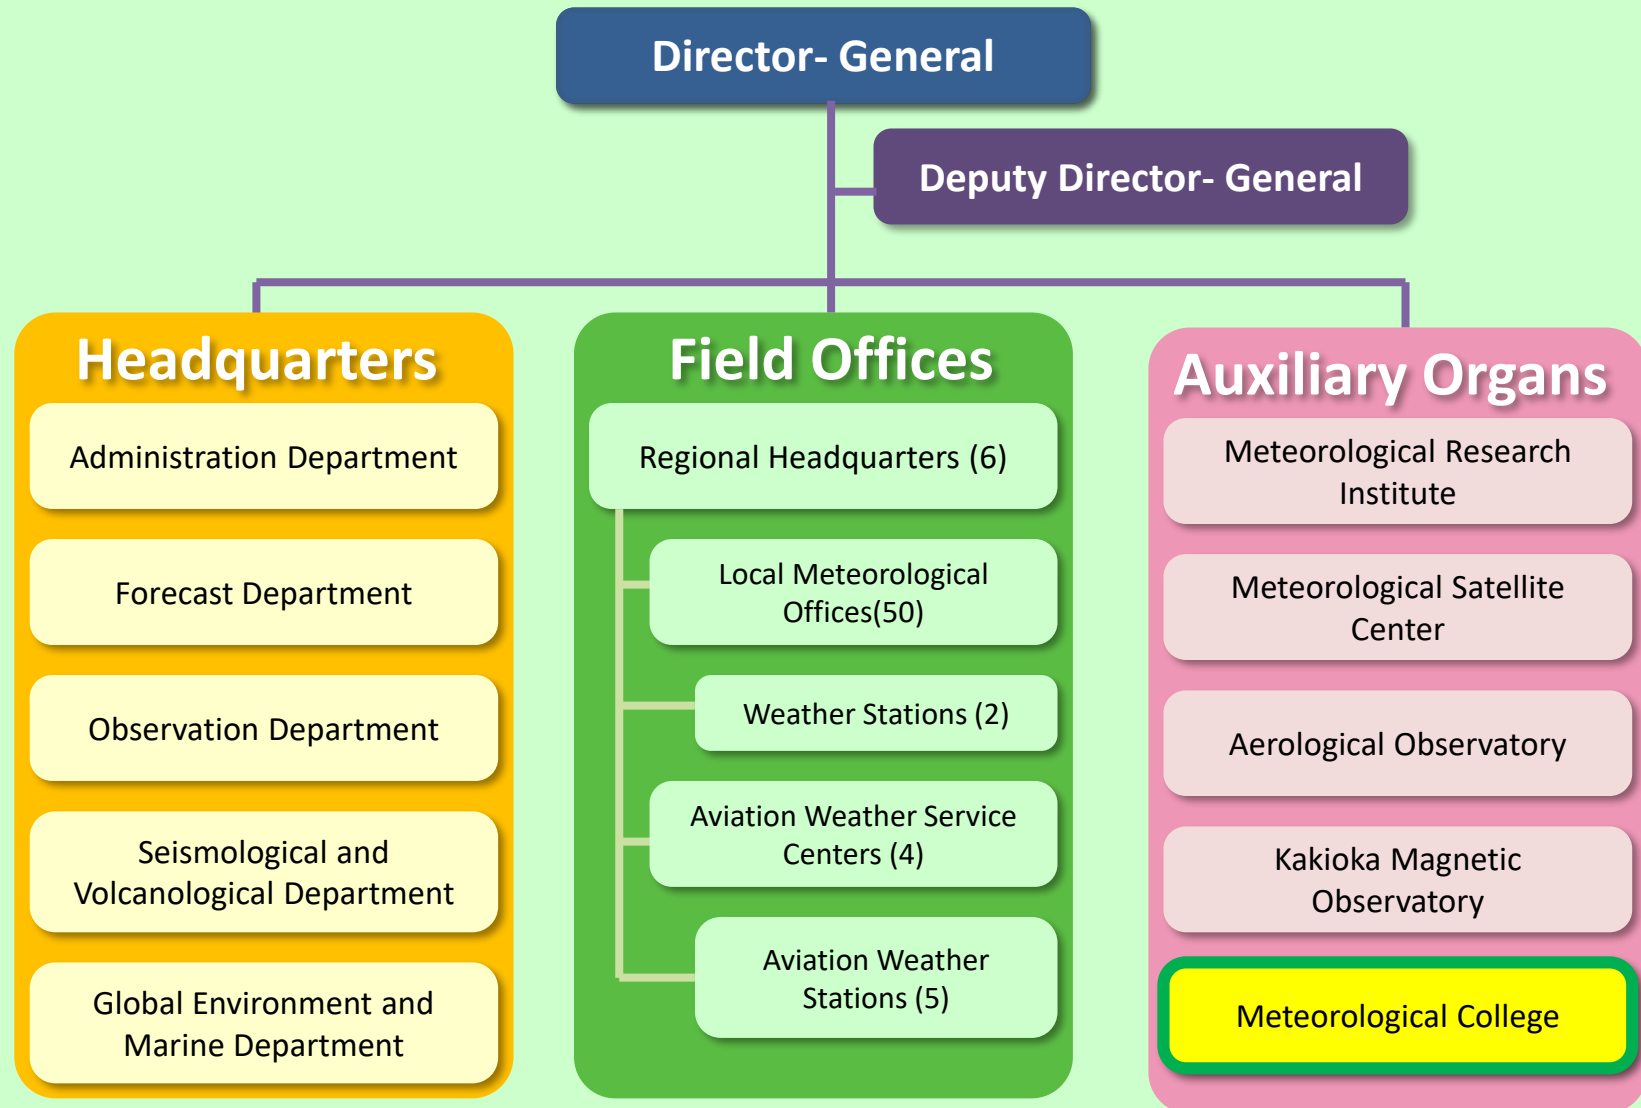 Director- General
Deputy Director- General
Headquarters
Administration Department
Forecast Department
Observation Department
Seismological and
Volcanological Department
Global Environment and
Marine Department
Field Offices
Regional Headquarters (6)
Local Meteorological
Offices(50)
Weather Stations (2)
Aviation Weather Service
Centers (4)
Aviation Weather
Stations (5)
Auxiliary Organs
Meteorological Research
Institute
Meteorological Satellite
Center
Aerological Observatory
Kakioka Magnetic
Observatory
Meteorological College